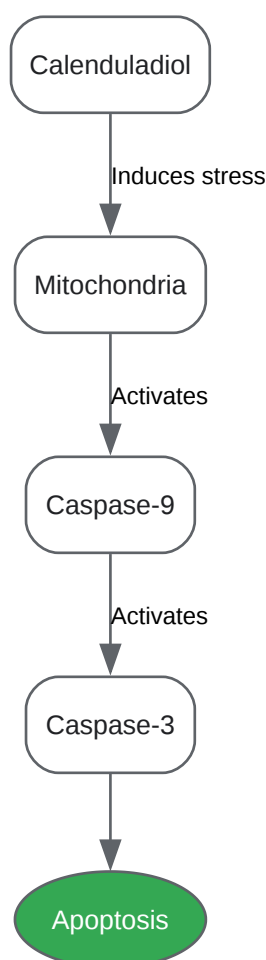 Calenduladiol
Induces stress
Mitochondria
Activates
Caspase-9
Activates
Caspase-3
Apoptosis